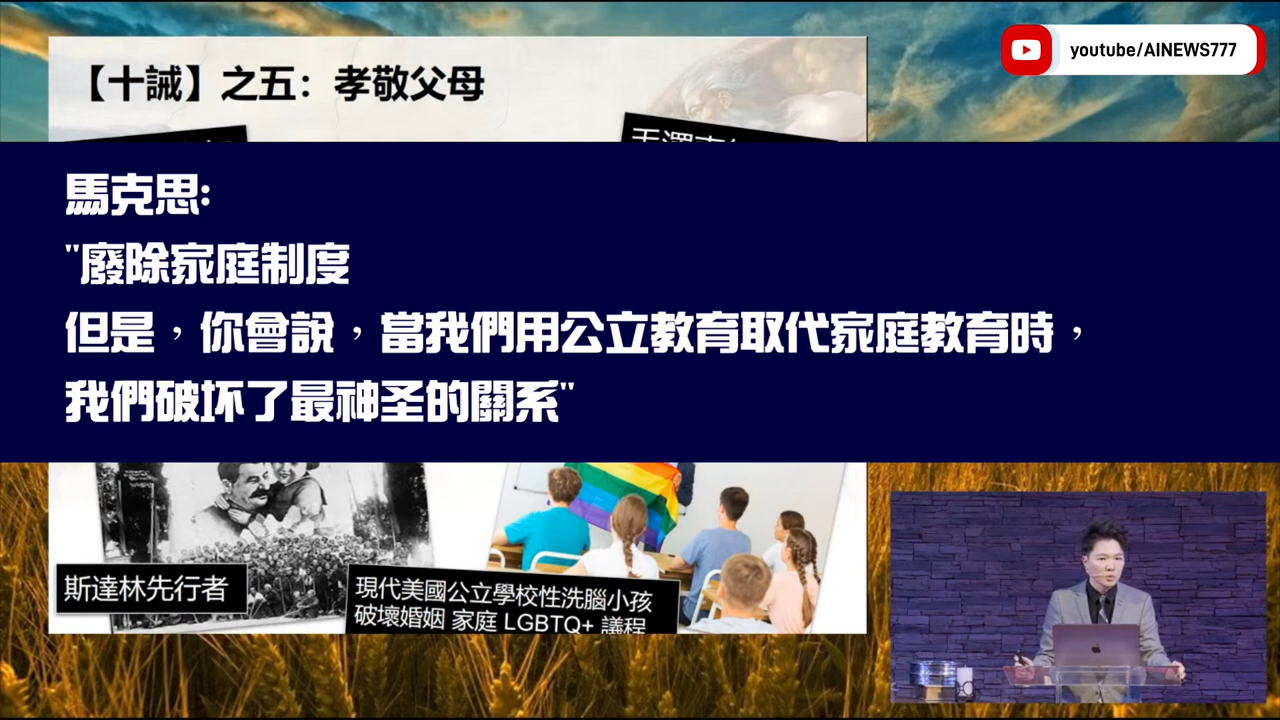 youtube/AINEWS777
【十誡】之五：孝敬父母
馬克思:
"廢除家庭制度
但是，你會說，當我們用公立教育取代家庭教育時，
我們破坏了最神圣的關系"
斯達林先行者
現代美國公立學校性洗腦小孩
破壞婚姻 家庭 LGBTQ+ 議程